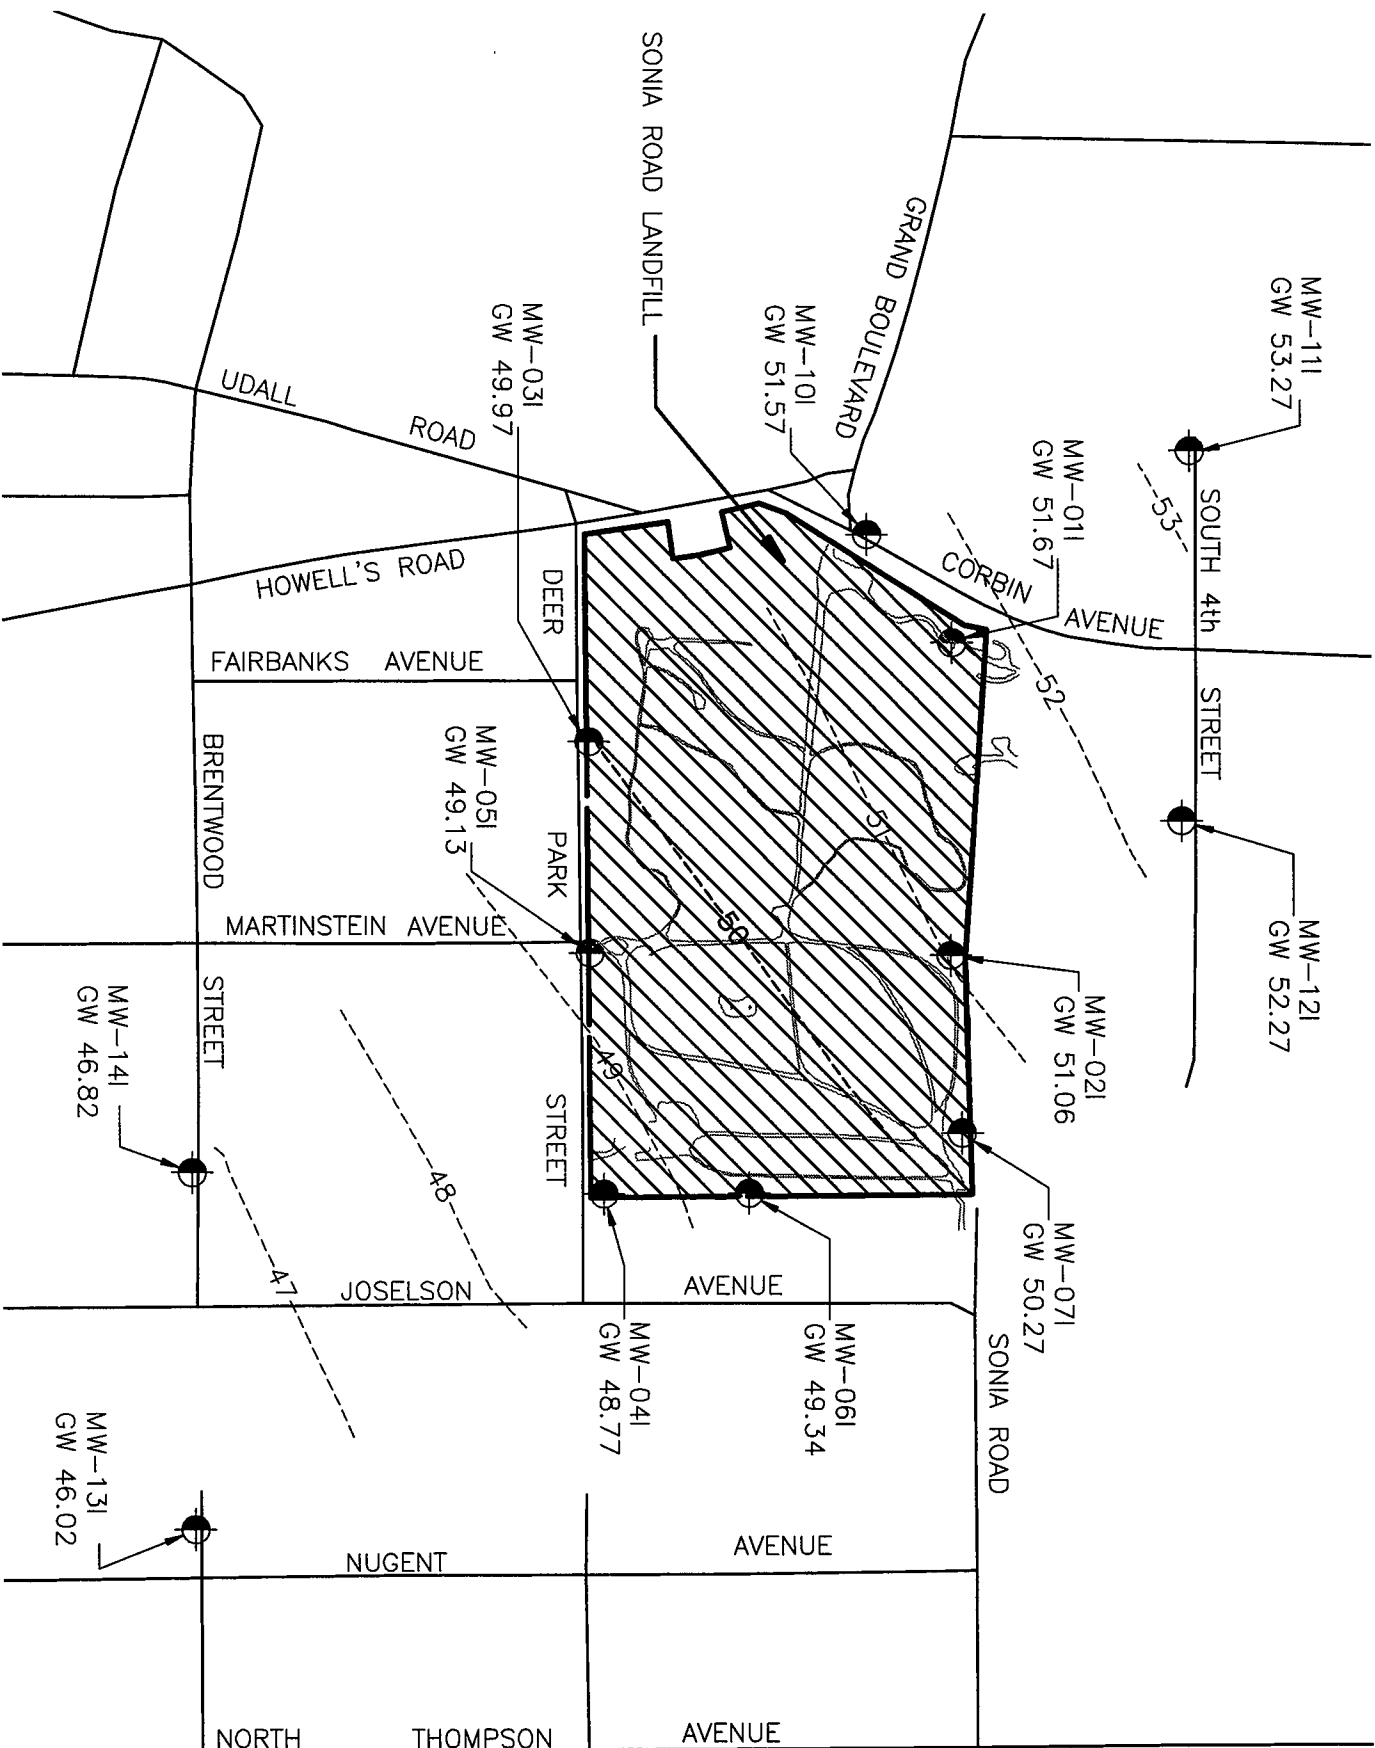 SONIA ROAD LANDFILL
GRAND BOULEVARD
MW-11I
GW 53.27
MW-10I
GW 51.57
MW-03I
GW 49.97
MW-01I
GW 51.67
53
SOUTH 4th STREET
CORBIN AVENUE
52
UDALL ROAD
HOWELL'S ROAD
DEER PARK STREET
FAIRBANKS AVENUE
MW-05I
GW 49.13
BRENTWOOD STREET
MARTINSTEIN AVENUE
51
50
49
48
47
MW-12I
GW 52.27
MW-02I
GW 51.06
MW-14I
GW 46.82
MW-07I
GW 50.27
JOSELSON AVENUE
MW-06I
GW 49.34
MW-04I
GW 48.77
SONIA ROAD
MW-13I
GW 46.02
NUGENT AVENUE
NORTH THOMPSON AVENUE